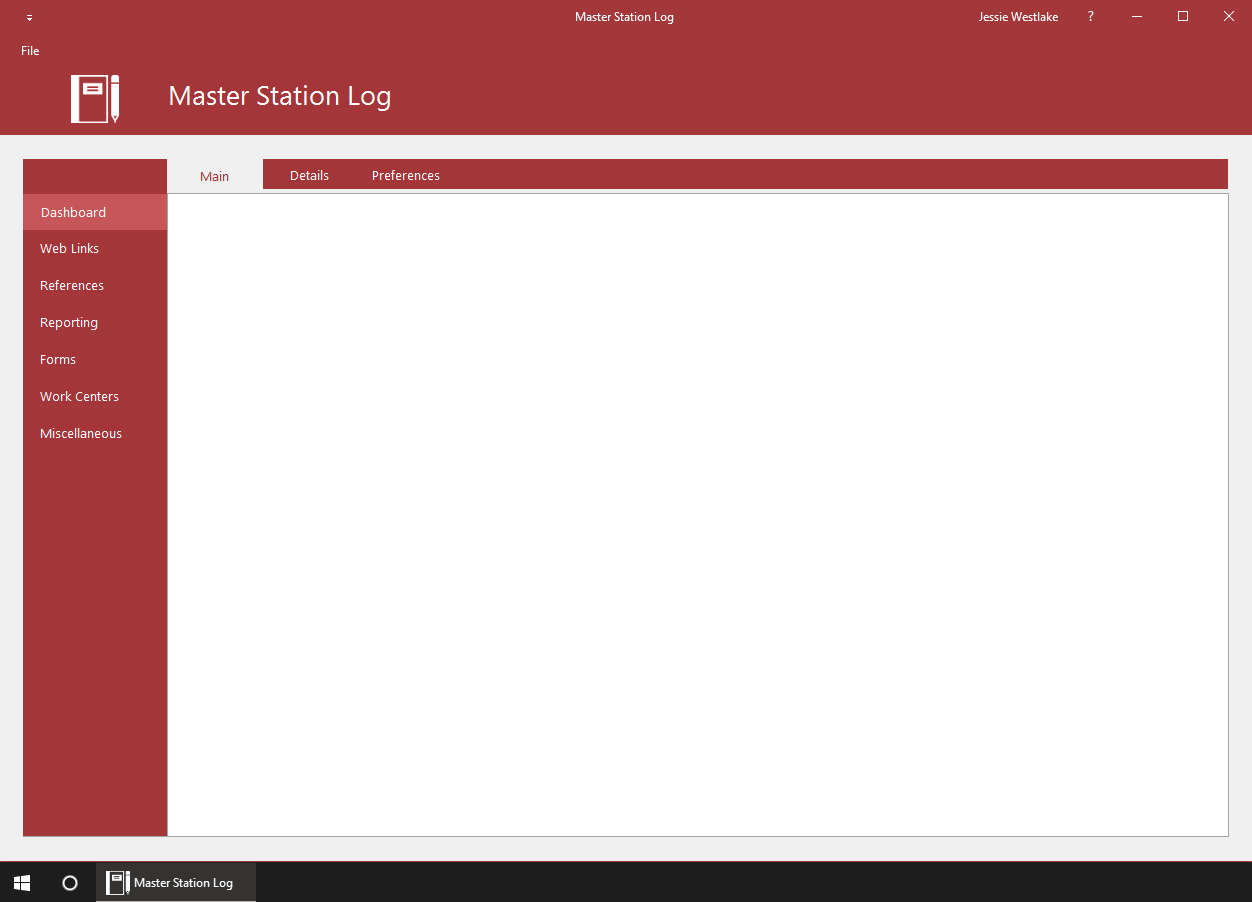 Master Station Log
Jessie Westlake
?
File
Master Station Log
Main
Details
Preferences
Dashboard
Web Links
References
Reporting
Forms
Work Centers
Miscellaneous
Master Station Log